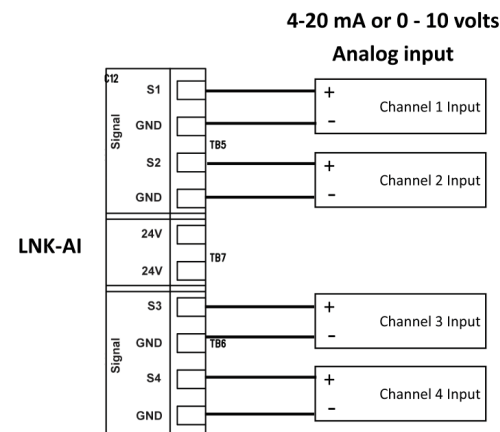 4-20 mA or 0 - 10 volts
Analog input
C12
S1
+
Channel 1 Input
GND
-
Signal
TB5
S2
+
Channel 2 Input
GND
-
24V
LNK-AI
TB7
24V
S3
+
Channel 3 Input
GND
TB6
-
Signal
S4
+
Channel 4 Input
GND
-